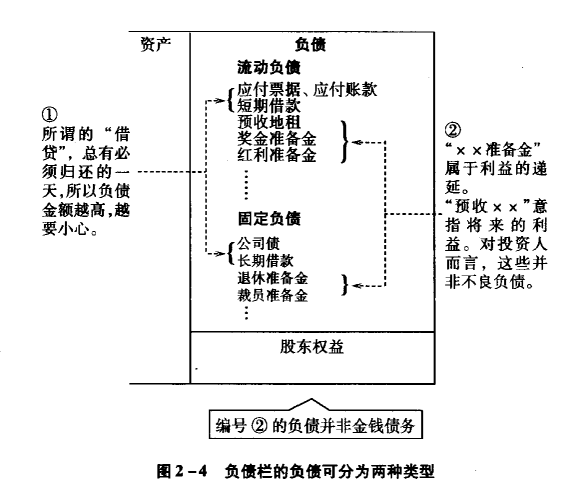 资产
负债
流动负债
应付票据、应付账款
短期借款
预收地租
奖金准备金
红利准备金
固定负债
公司债
长期借款
退休准备金
裁员准备金
股东权益
①
所谓的“借
贷”，总有必
须归还的一
天,所以负债
金额越高,越
要小心。
②
“××准备金”
属于利益的递
延。
“预收××”意
指将来的利
益。对投资人
而言，这些并
非不良负债。
编号②的负债并非金钱债务
图2-4 负债栏的负债可分为两种类型